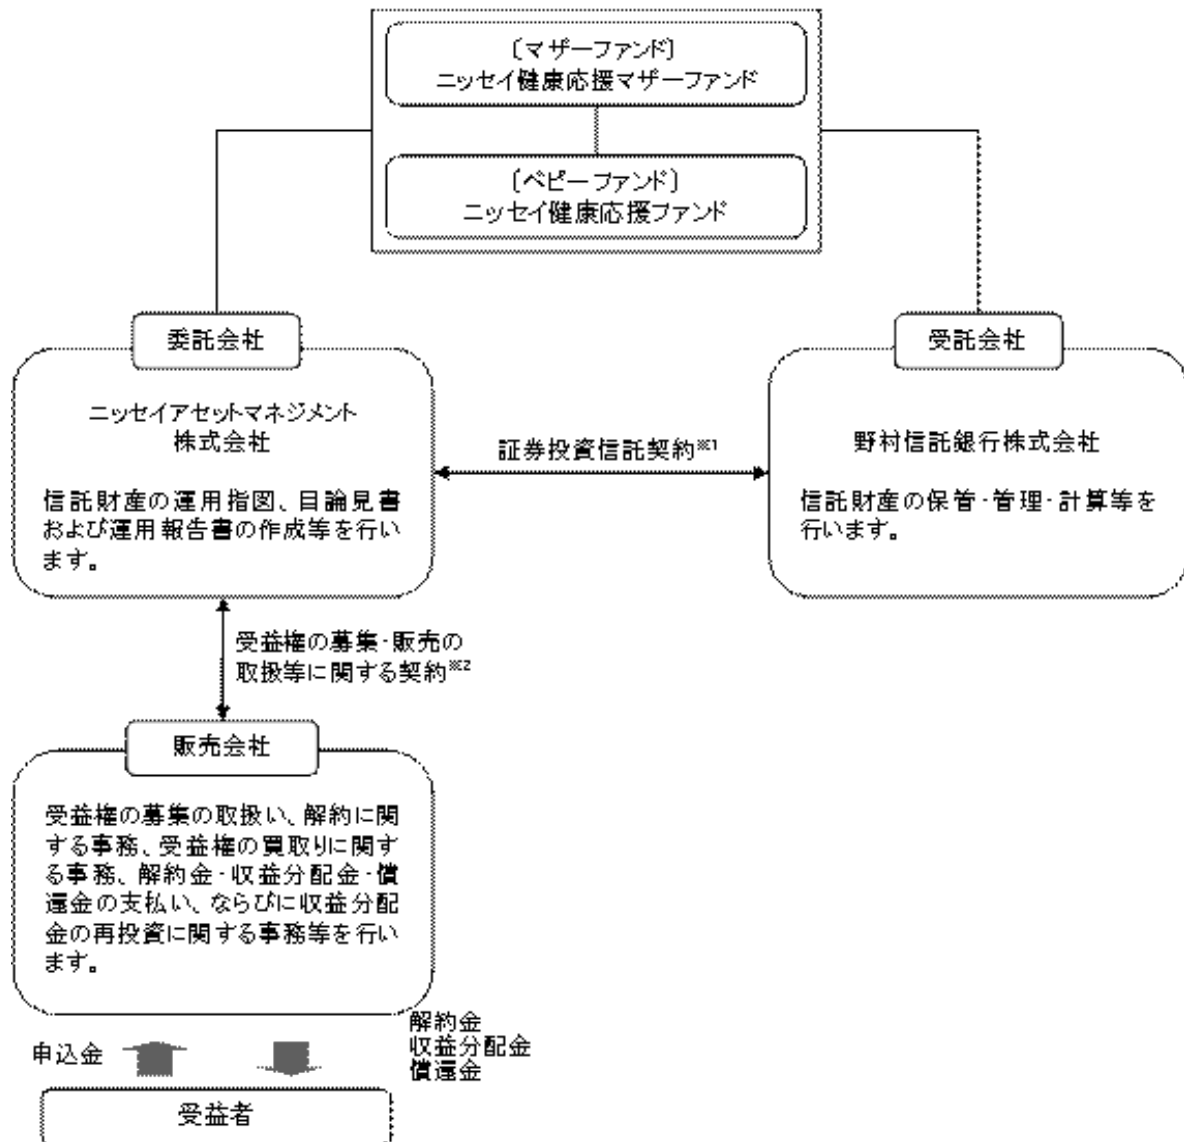 〔マザーファンド〕
ニッセイ健康応援マザーファンド
〔ベビーファンド〕
ニッセイ健康応援ファンド
委託会社
ニッセイアセットマネジメント
株式会社
信託財産の運用指図、目論見書
および運用報告書の作成等を行い
ます。
証券投資信託契約※1
受託会社
野村信託銀行株式会社
信託財産の保管・管理・計算等を
行います。
受益権の募集・販売の
取扱等に関する契約※2
販売会社
受益権の募集の取扱い、解約に関
する事務、受益権の買取りに関す
る事務、解約金・収益分配金・償
還金の支払い、ならびに収益分配
金の再投資に関する事務等を行い
ます。
申込金
解約金
収益分配金
償還金
受益者